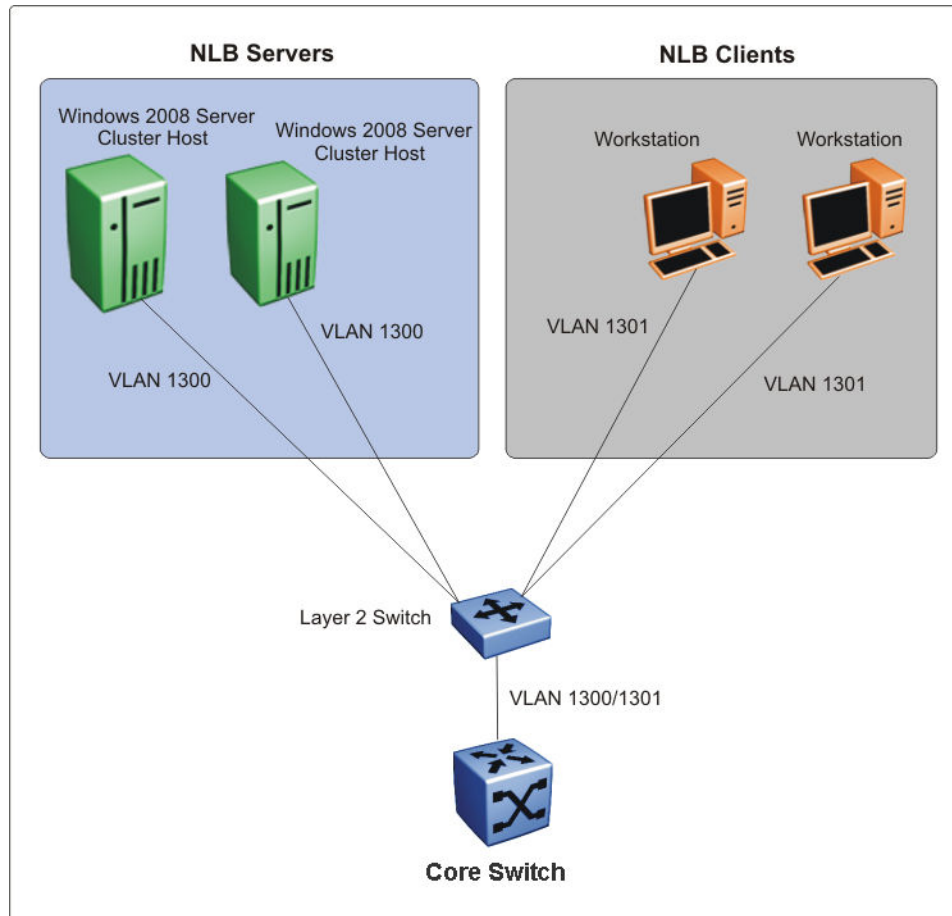 NLB Servers
NLB Clients
Windows 2008 Server
Cluster Host
Windows 2008 Server
Cluster Host
Workstation
Workstation
VLAN 1300
VLAN 1300
VLAN 1301
VLAN 1301
Layer 2 Switch
VLAN 1300/1301
Core Switch